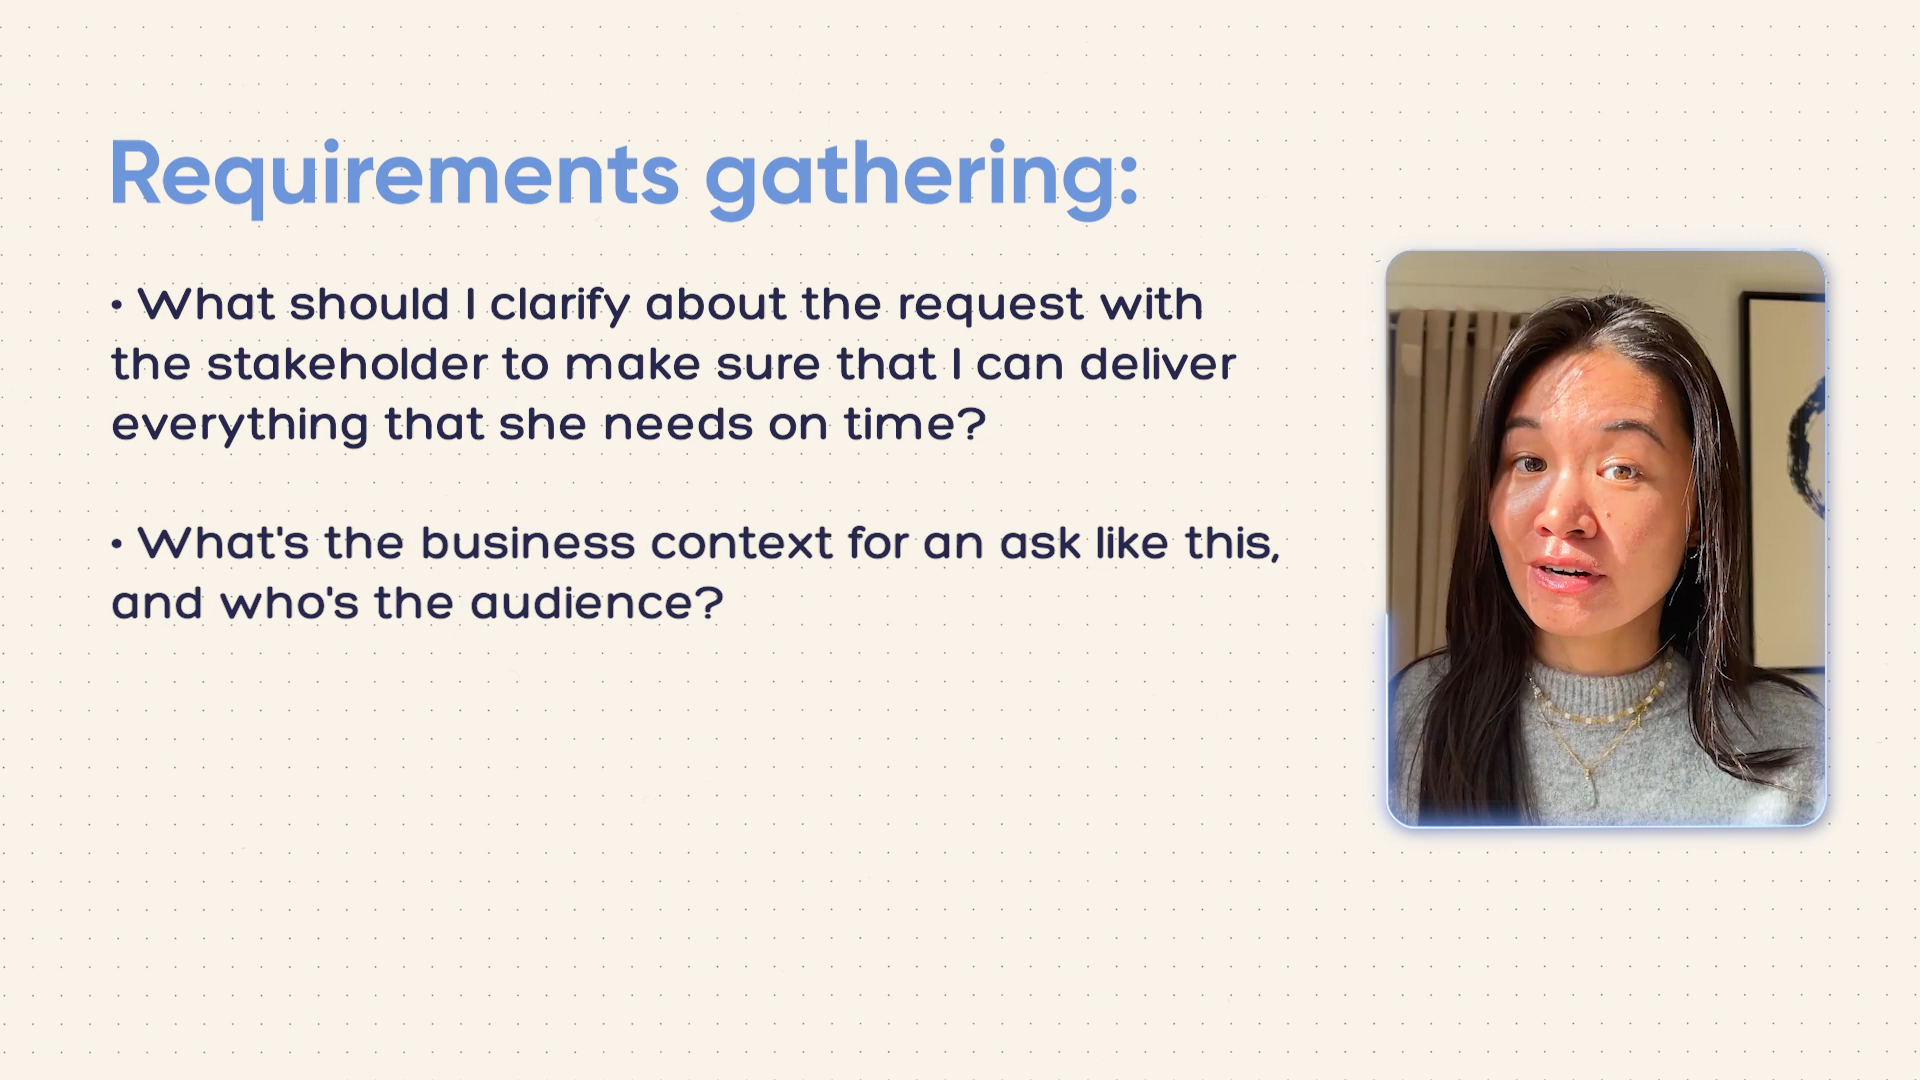 Requirements gathering:
• What should I clarify about the request with
the stakeholder to make sure that I can deliver
everything that she needs on time?
• What's the business context for an ask like this,
and who's the audience?